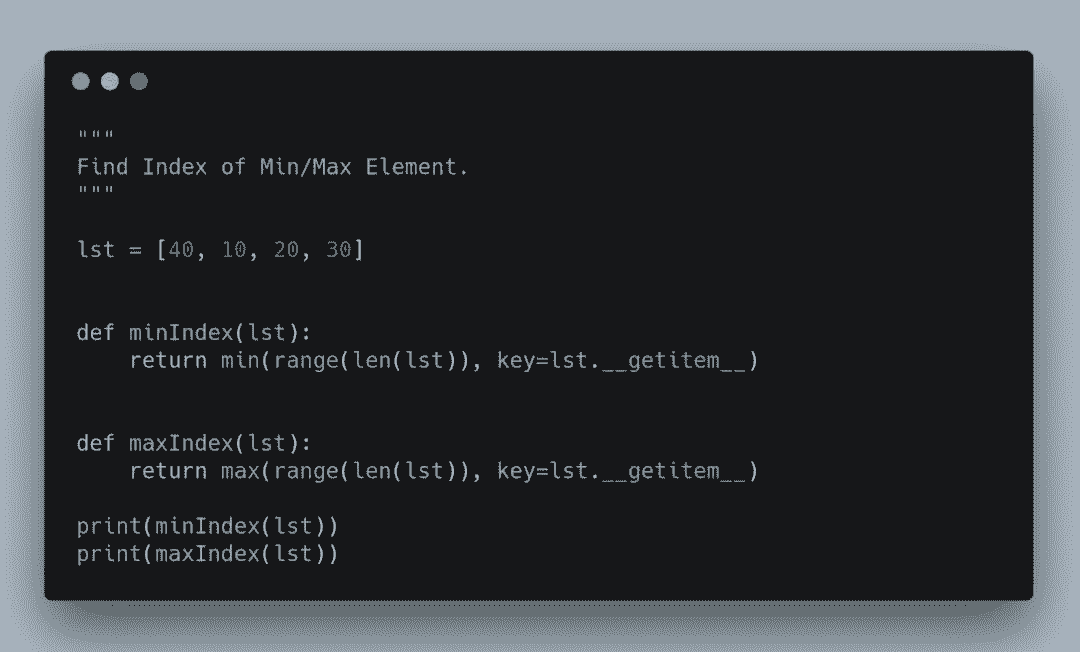 """
Find Index of Min/Max Element.
"""
lst = [40, 10, 20, 30]
def minIndex(lst):
    return min(range(len(lst)), key=lst.__getitem__)
def maxIndex(lst):
    return max(range(len(lst)), key=lst.__getitem__)
print(minIndex(lst))
print(maxIndex(lst))